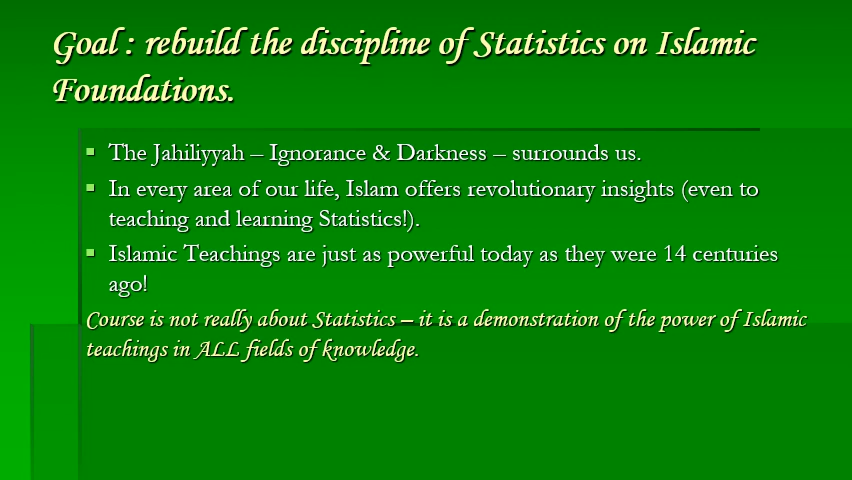 Goal : rebuild the discipline of Statistics on Islamic
Foundations.
The Jahiliyyah – Ignorance & Darkness – surrounds us.
In every area of our life, Islam offers revolutionary insights (even to
teaching and learning Statistics!).
Islamic Teachings are just as powerful today as they were 14 centuries
ago!
Course is not really about Statistics – it is a demonstration of the power of Islamic
teachings in ALL fields of knowledge.